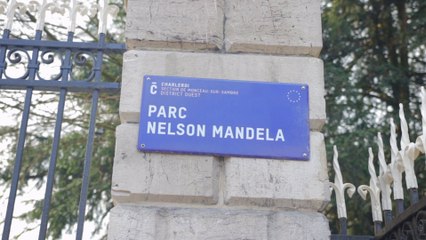 CHARLEROI
SECTION DE MONCEAU-SUR-SAMBRE
DISTRICT OUEST
PARC
NELSON MANDELA